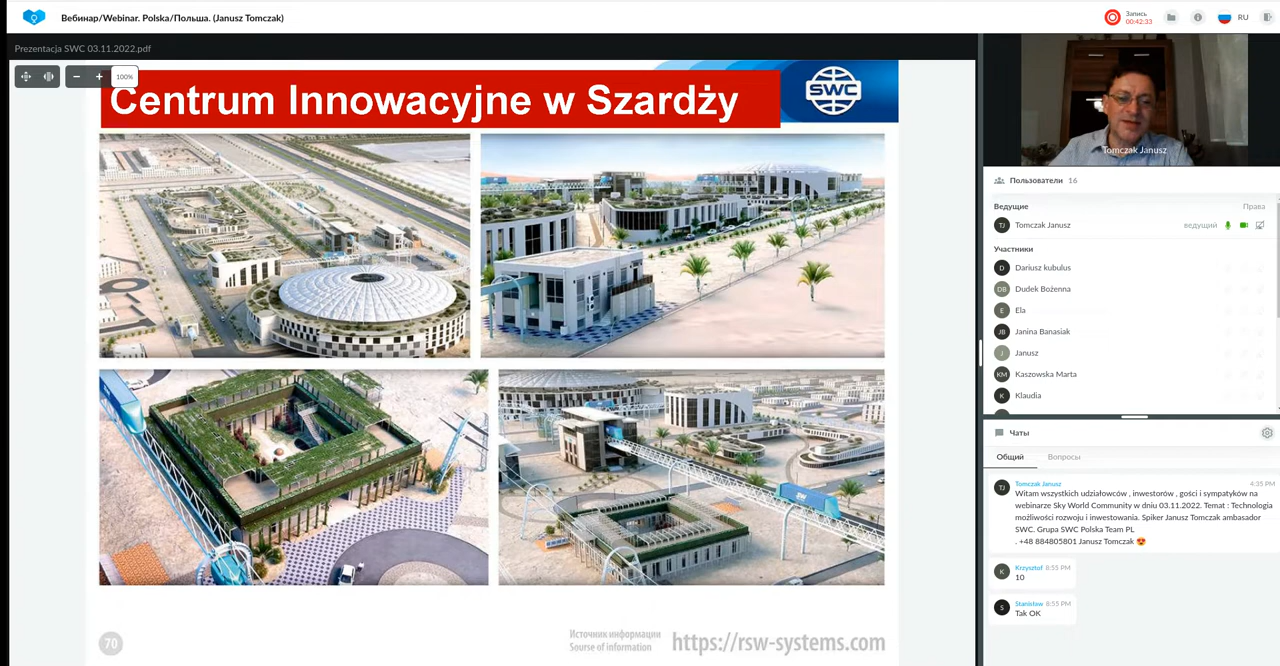 Вебинар/Webinar. Polska/Польша. (Janusz Tomczak)
Запись
00:42:33
RU
Prezentacja SWC 03.11.2022.pdf
100%
Centrum Innowacyjne w Szardży
SWC
70
Источник информации
Sourse of information
https://rsw-systems.com
Tomczak Janusz
Пользователи 16
Ведущие
Права
TJ
Tomczak Janusz
ведущий
Участники
D
Dariusz kubulus
DB
Dudek Bożenna
E
Ela
JB
Janina Banasiak
J
Janusz
KM
Kaszowska Marta
K
Klaudia
Чаты
Общий
Вопросы
TJ
Tomczak Janusz
4:35 PM
Witam wszystkich udziałowców , inwestorów , gości i sympatyków na
webinarze Sky World Community w dniu 03.11.2022. Temat : Technologia
możliwości rozwoju i inwestowania. Spiker Janusz Tomczak ambasador
SWC. Grupa SWC Polska Team PL
. +48 884805801 Janusz Tomczak 😍
K
Krzysztof 8:55 PM
10
S
Stanisław 8:55 PM
Tak OK